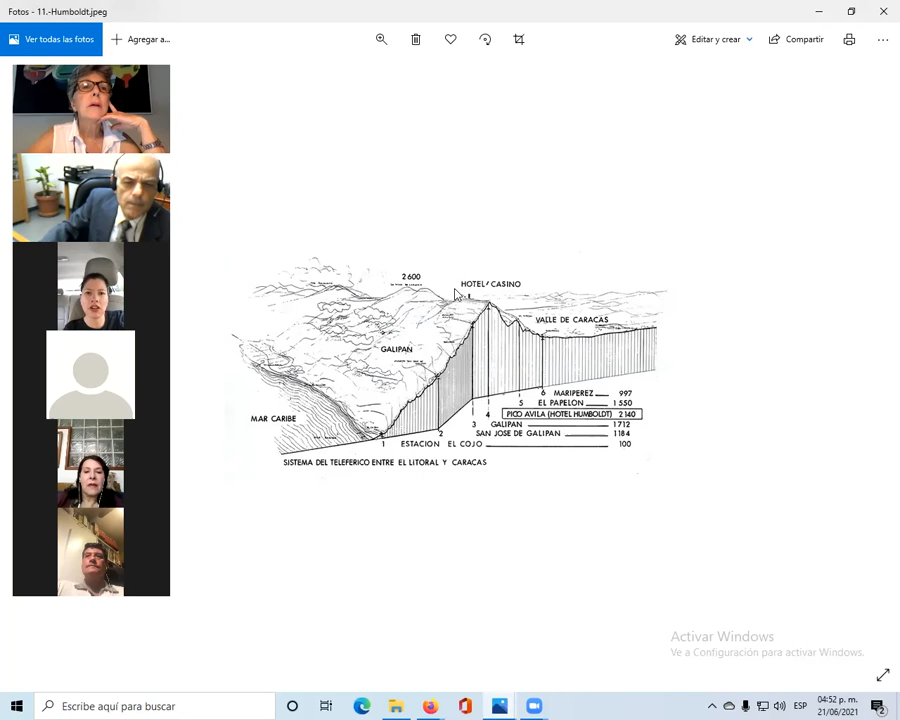 Fotos - 11.-Humboldt.jpeg
Ver todas las fotos
Agregar a...
Editar y crear
Compartir
2600
HOTEL CASINO
VALLE DE CARACAS
GALIPAN
MAR CARIBE
6 MARIPEREZ 997
5 EL PAPELON 1550
4 PICO AVILA (HOTEL HUMBOLDT) 2140
3 GALIPAN 1712
2 SAN JOSE DE GALIPAN 1184
1 ESTACION EL COJO 100
SISTEMA DEL TELEFERICO ENTRE EL LITORAL Y CARACAS
Activar Windows
Ve a Configuración para activar Windows.
Escribe aquí para buscar
ESP
04:52 p. m.
21/06/2021
2